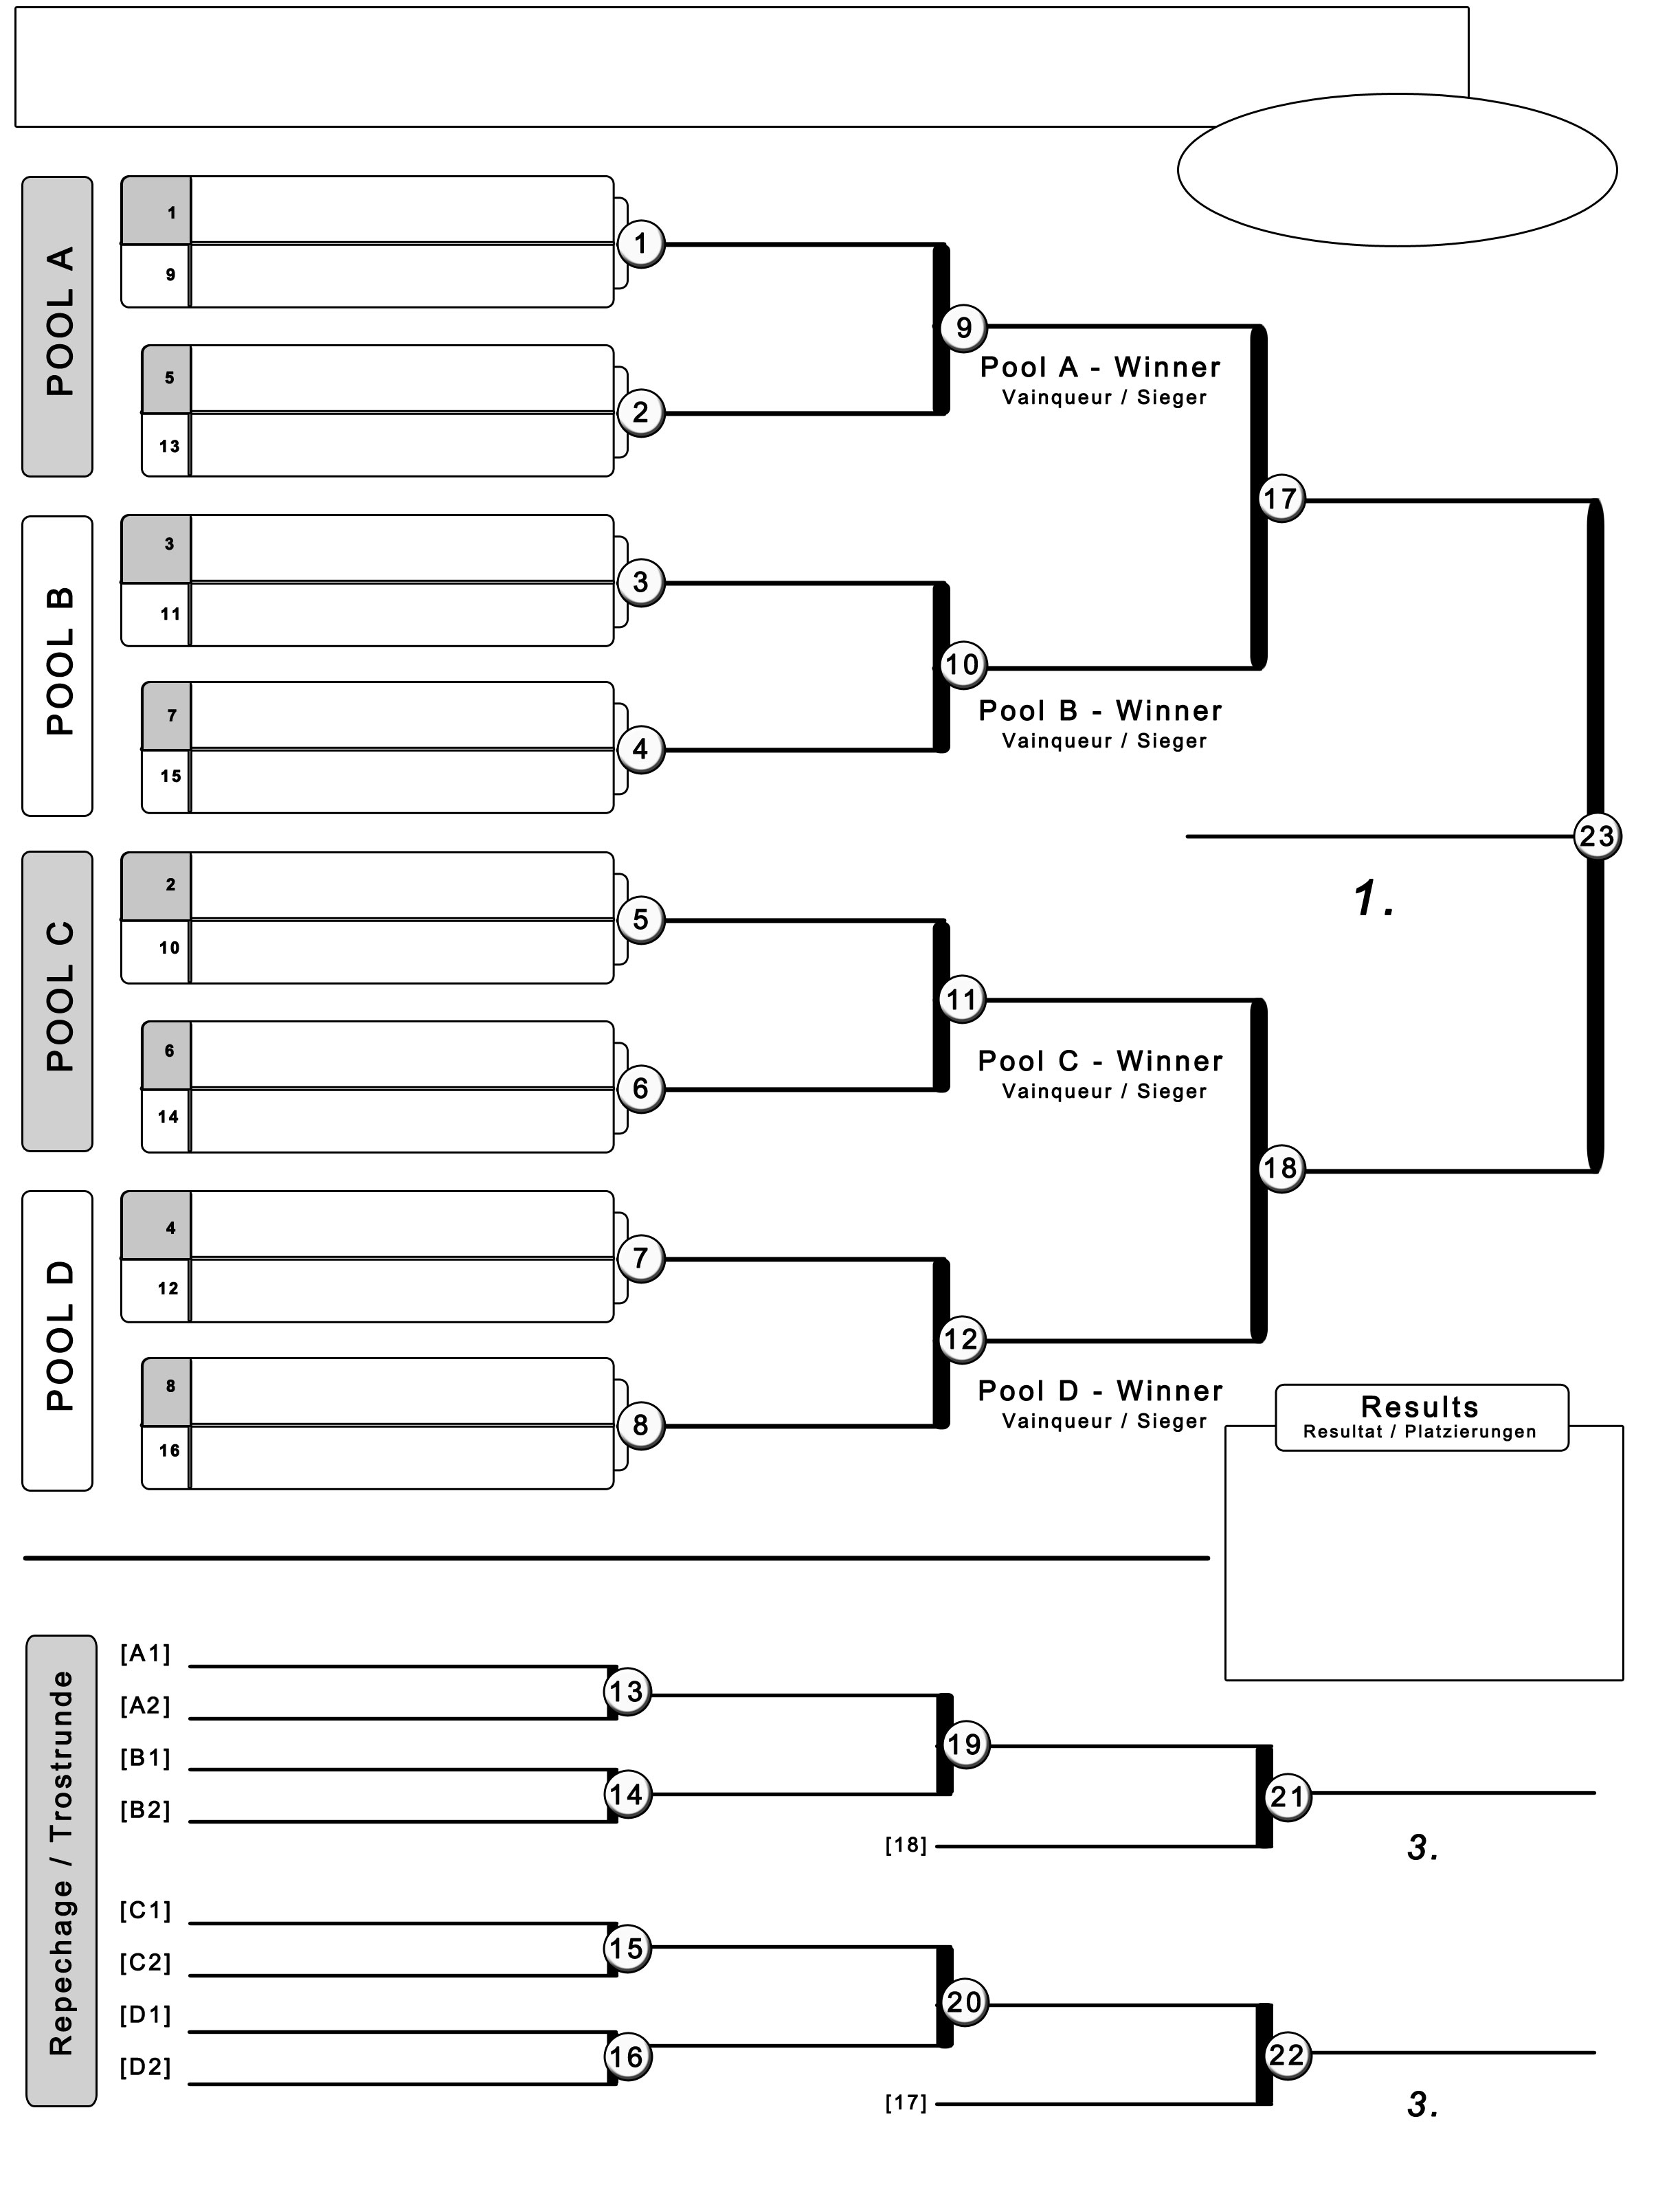 POOL A
1
9
1
5
13
2
9
Pool A - Winner
Vainqueur / Sieger
17
POOL B
3
11
3
7
15
4
10
Pool B - Winner
Vainqueur / Sieger
23
1.
POOL C
2
10
5
6
14
6
11
Pool C - Winner
Vainqueur / Sieger
18
POOL D
4
12
7
8
16
8
12
Pool D - Winner
Vainqueur / Sieger
Results
Resultat / Platzierungen
Repechage / Trostrunde
[A1]
[A2]
13
[B1]
[B2]
14
19
[18]
21
3.
[C1]
[C2]
15
[D1]
[D2]
16
20
[17]
22
3.